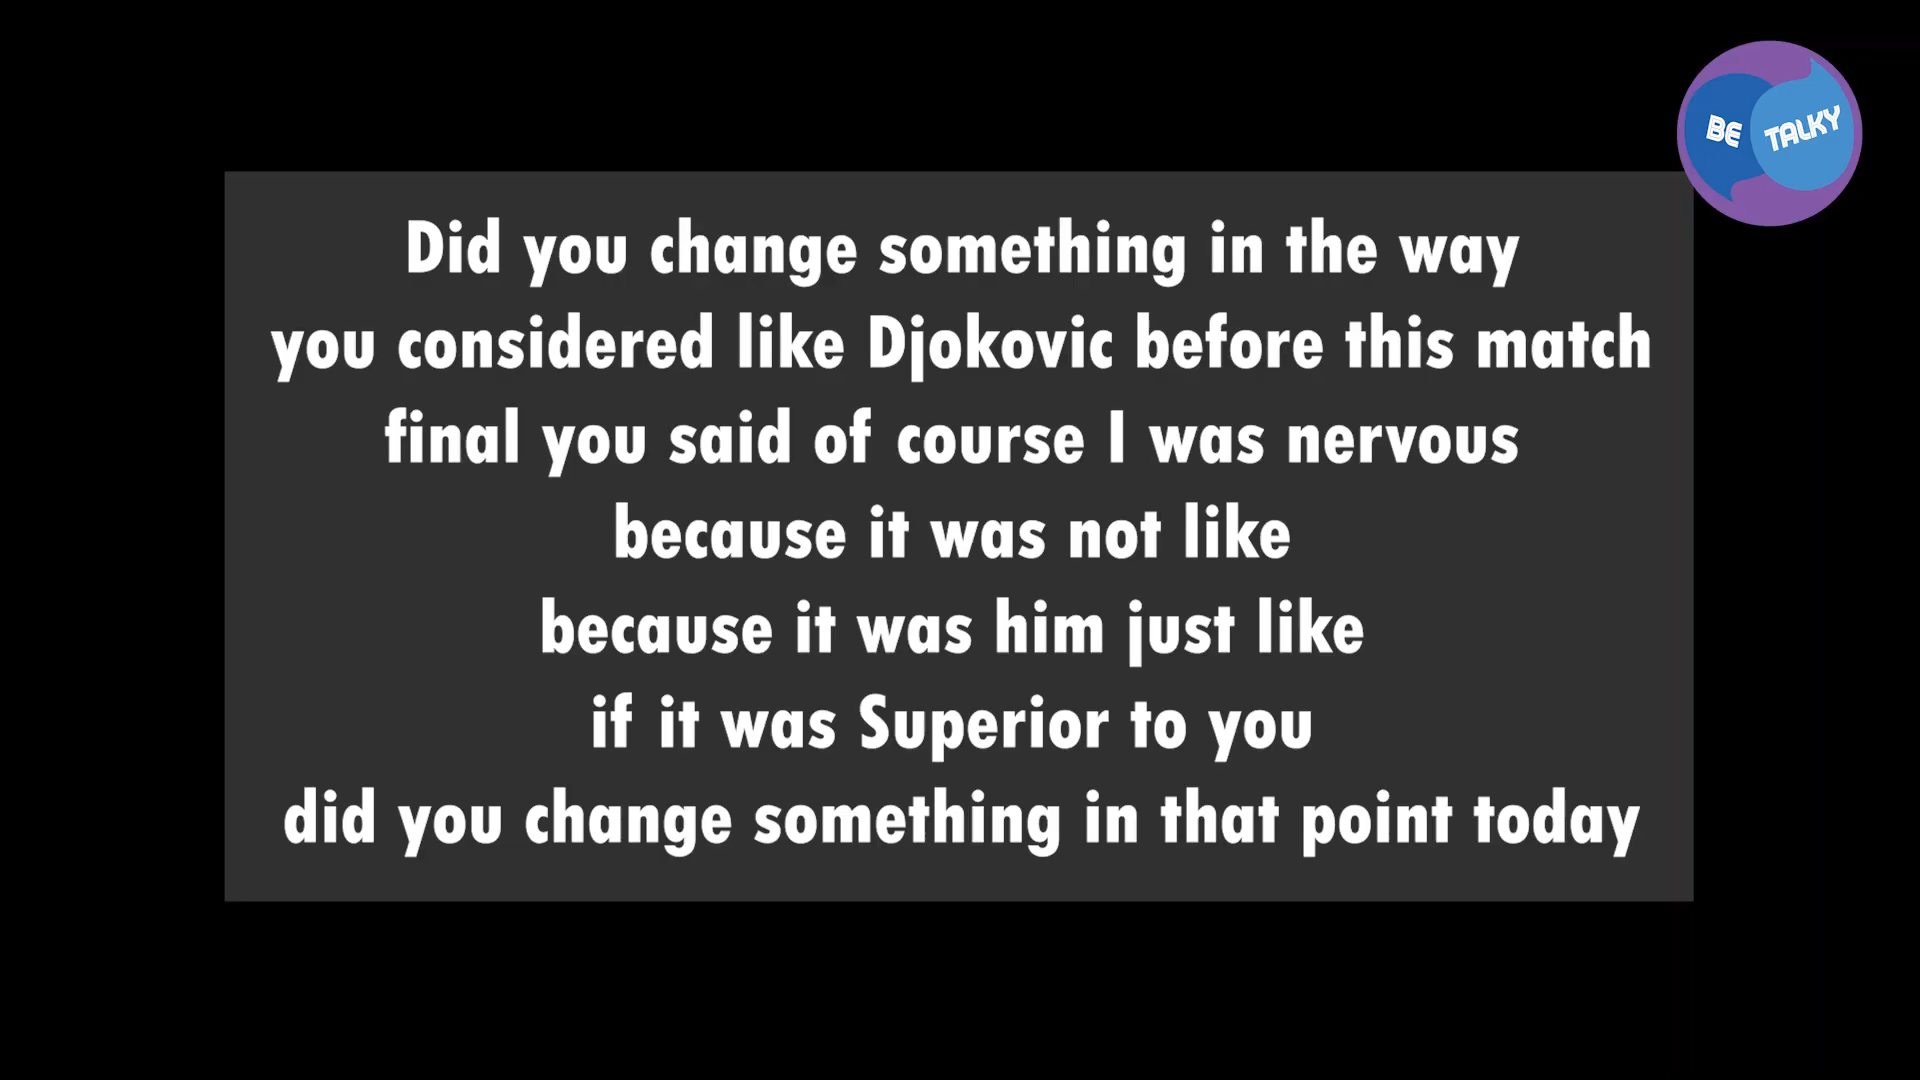 BE TALKY
Did you change something in the way
you considered like Djokovic before this match
final you said of course I was nervous
because it was not like
because it was him just like
if it was Superior to you
did you change something in that point today